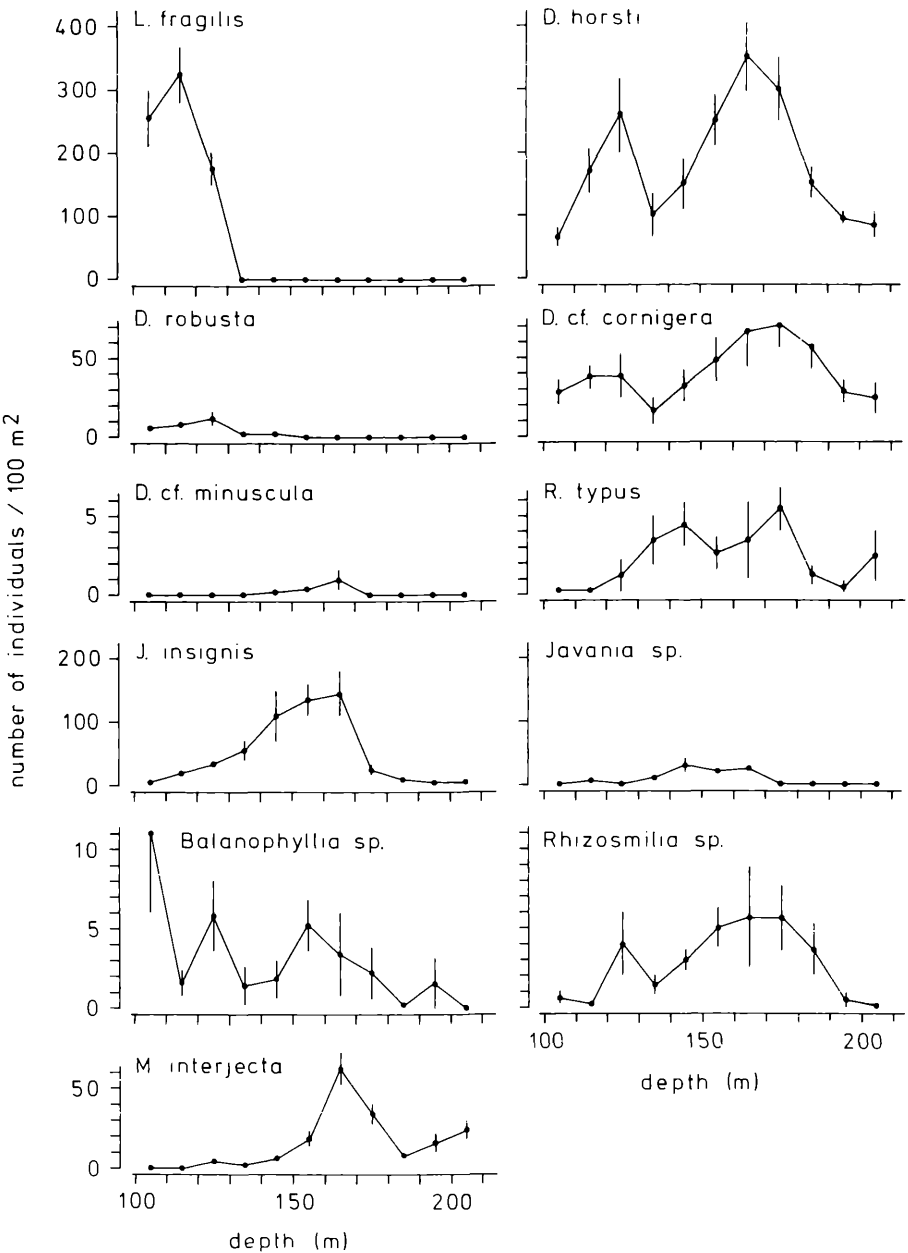 L. fragilis
D. horsti
400
300
200
100
0
D. robusta
D. cf. cornigera
50
0
number of individuals / 100 m²
D. cf. minuscula
R. typus
5
0
J. insignis
Javania sp.
200
100
0
Balanophyllia sp.
Rhizosmilia sp.
10
5
0
100 150 200
depth (m)
M interjecta
50
0
100 150 200
depth (m)